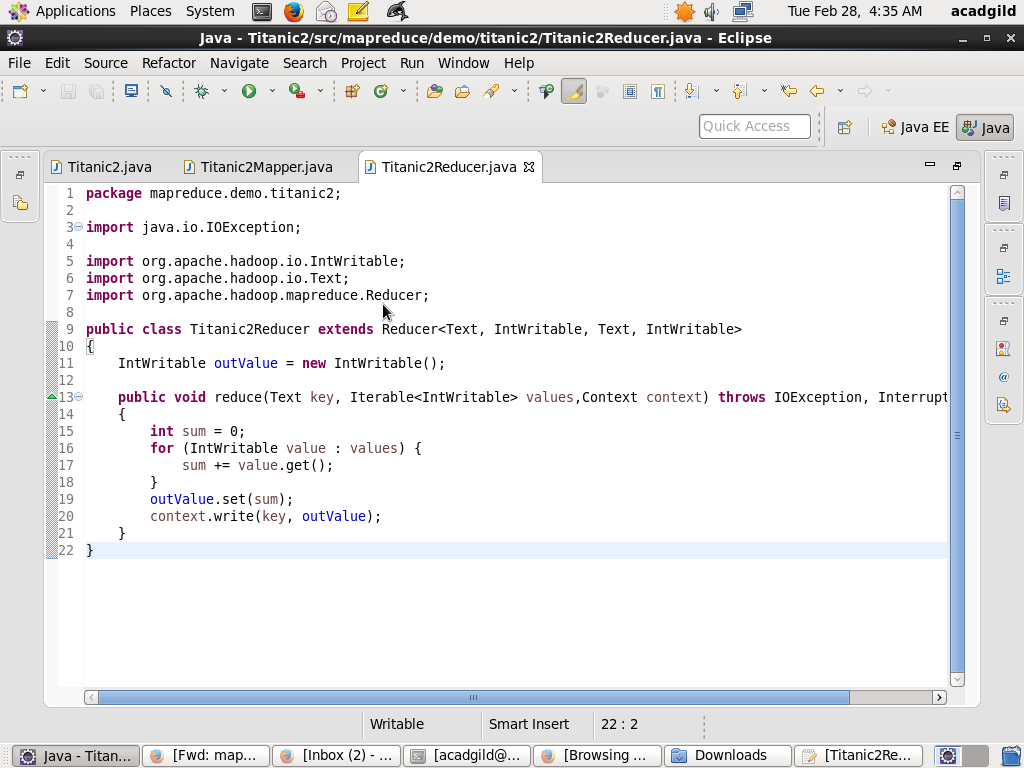 Applications Places System Tue Feb 28, 4:35 AM acadgild
Java - Titanic2/src/mapreduce/demo/titanic2/Titanic2Reducer.java - Eclipse
File Edit Source Refactor Navigate Search Project Run Window Help
Quick Access Java EE Java
Titanic2.java Titanic2Mapper.java Titanic2Reducer.java
1 package mapreduce.demo.titanic2;
2
3 import java.io.IOException;
4
5 import org.apache.hadoop.io.IntWritable;
6 import org.apache.hadoop.io.Text;
7 import org.apache.hadoop.mapreduce.Reducer;
8
9 public class Titanic2Reducer extends Reducer<Text, IntWritable, Text, IntWritable>
10 {
11 IntWritable outValue = new IntWritable();
12
13 public void reduce(Text key, Iterable<IntWritable> values,Context context) throws IOException, Interrupt
14 {
15 int sum = 0;
16 for (IntWritable value : values) {
17 sum += value.get();
18 }
19 outValue.set(sum);
20 context.write(key, outValue);
21 }
22 }
Writable Smart Insert 22 : 2
Java - Titan... [Fwd: map... [Inbox (2) - ... [acadgild@... [Browsing ... Downloads [Titanic2Re...